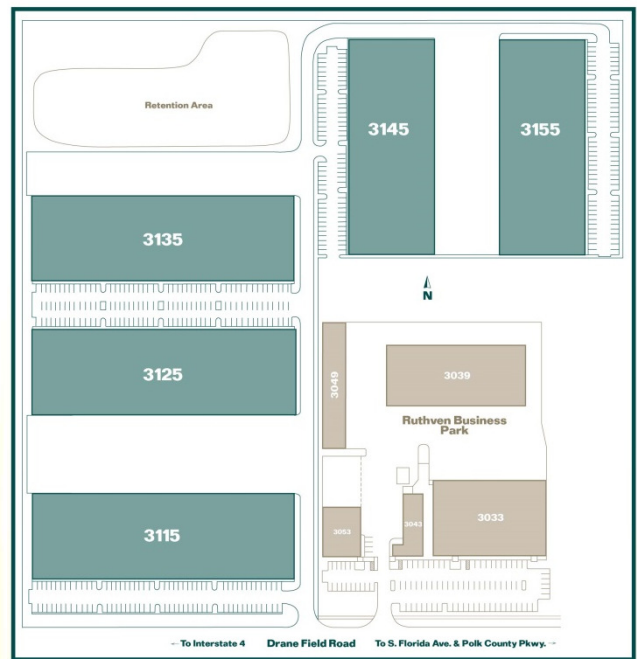 Retention Area
3145
3155
3135
N
3125
3049
3039
Ruthven Business
Park
3115
3053
3043
3033
← To Interstate 4 Drane Field Road To S. Florida Ave. & Polk County Pkwy. →